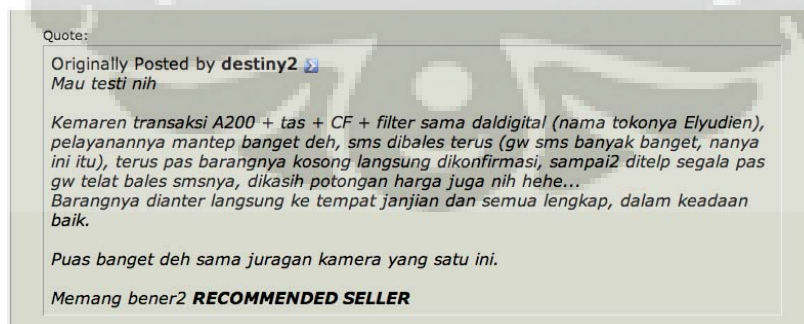 Quote:
Originally Posted by destiny2
Mau testi nih
Kemaren transaksi A200 + tas + CF + filter sama daldigital (nama tokonya Elyudien),
pelayanannya mantep banget deh, sms dibales terus (gw sms banyak banget, nanya
ini itu), terus pas barangnya kosong langsung dikonfirmasi, sampai2 ditelp segala pas
gw telat bales smsnya, dikasih potongan harga juga nih hehe...
Barangnya dianter langsung ke tempat janjian dan semua lengkap, dalam keadaan
baik.
Puas banget deh sama juragan kamera yang satu ini.
Memang bener2 RECOMMENDED SELLER